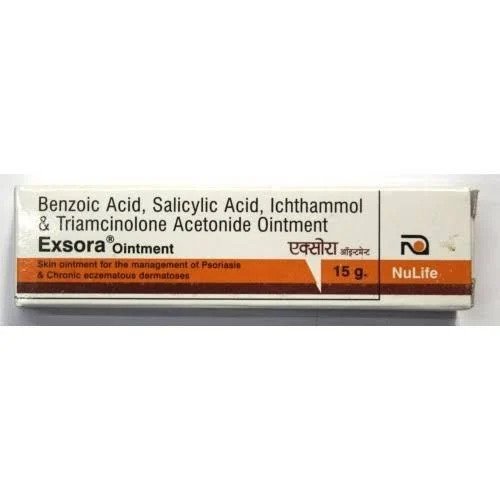 Benzoic Acid, Salicylic Acid, Ichthammol
& Triamcinolone Acetonide Ointment
Exsora® Ointment
एक्सोरा ऑइंटमेंट
Skin ointment for the management of Psoriasis
& Chronic eczematous dermatoses
15 g.
NuLife